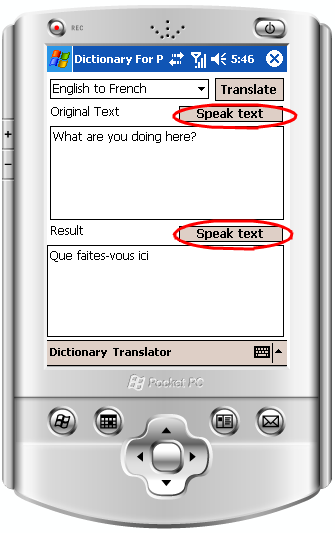 REC
Dictionary For P 5:46
English to French Translate
Original Text Speak text
What are you doing here?
Result Speak text
Que faites-vous ici
Dictionary Translator
Pocket PC